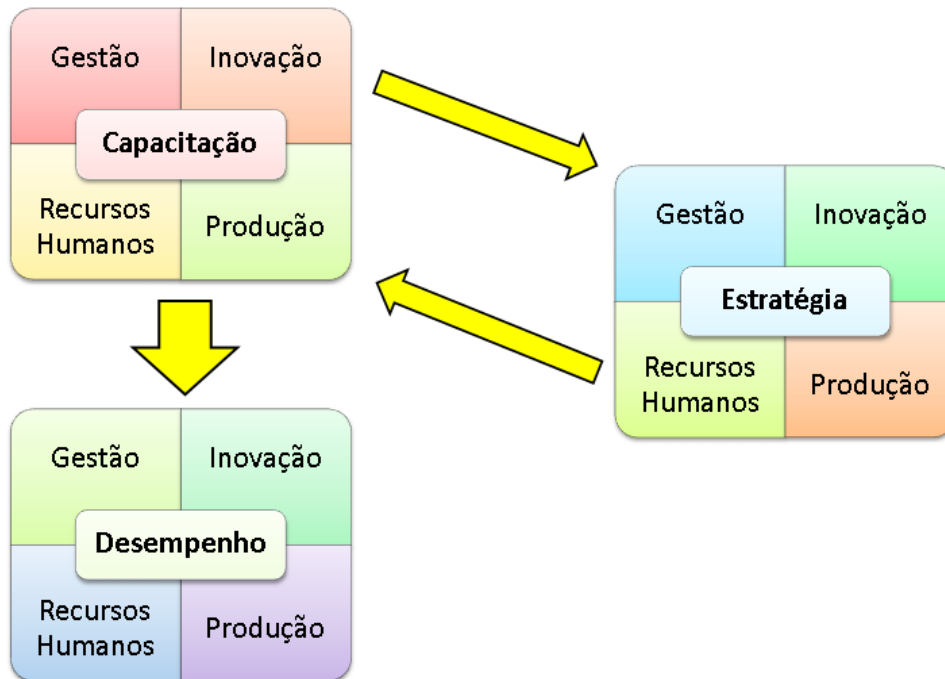 Gestão
Inovação
Capacitação
Recursos
Humanos
Produção
Gestão
Inovação
Estratégia
Recursos
Humanos
Produção
Gestão
Inovação
Desempenho
Recursos
Humanos
Produção